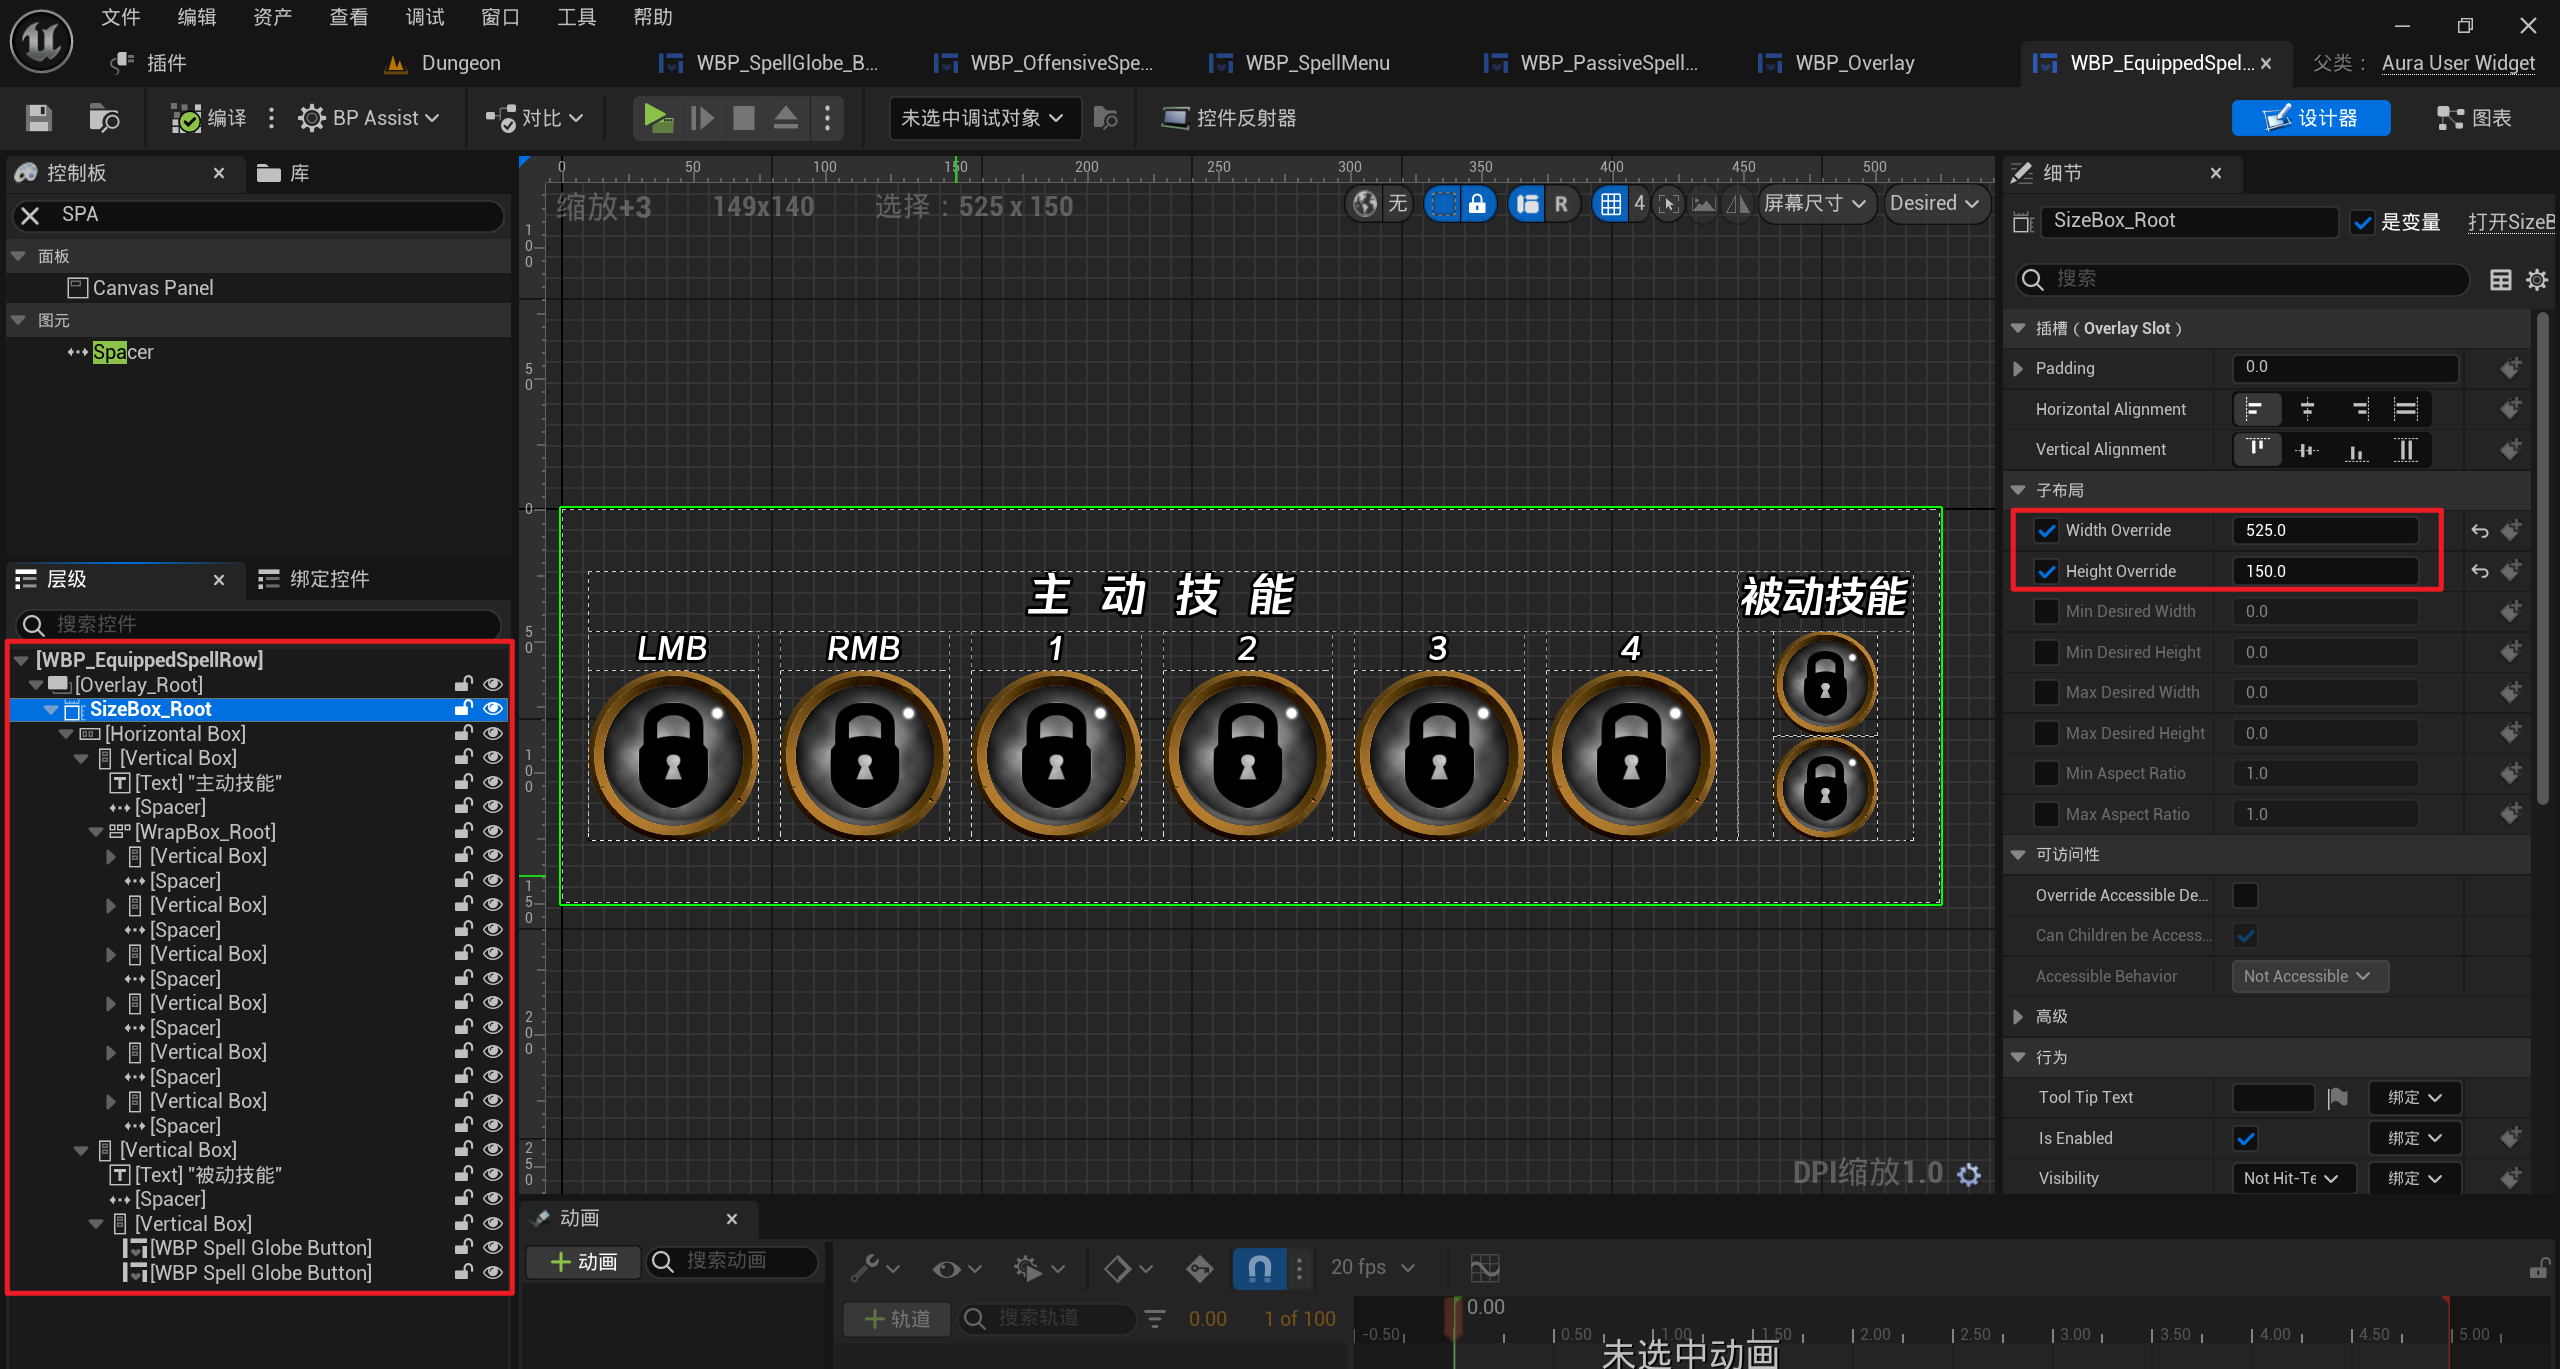 文件 编辑 资产 查看 调试 窗口 工具 帮助
插件 Dungeon WBP_SpellGlobe_B... WBP_OffensiveSpe... WBP_SpellMenu WBP_PassiveSpell... WBP_Overlay WBP_EquippedSpel... 父类： Aura User Widget
编译 BP Assist 对比 未选中调试对象 控件反射器 设计器 图表
控制板 库
SPA
面板
Canvas Panel
图元
Spacer
层级 绑定控件
搜索控件
[WBP_EquippedSpellRow]
[Overlay_Root]
SizeBox_Root
[Horizontal Box]
[Vertical Box]
[Text] "主动技能"
[Spacer]
[WrapBox_Root]
[Vertical Box]
[Spacer]
[Vertical Box]
[Spacer]
[Vertical Box]
[Spacer]
[Vertical Box]
[Spacer]
[Vertical Box]
[Spacer]
[Vertical Box]
[Spacer]
[Vertical Box]
[Text] "被动技能"
[Spacer]
[Vertical Box]
[WBP Spell Globe Button]
[WBP Spell Globe Button]
0 50 100 150 200 250 300 350 400 450 500
缩放+3 149x140 选择：525 x 150
无 R 4 屏幕尺寸 Desired
100
50
0
50
100
150
200
250
主 动 技 能 被动技能
LMB RMB 1 2 3 4
DPI缩放1.0
动画
动画 搜索动画 20 fps
轨道 搜索轨道 0.00 1 of 100
0.00
-0.50 0.50 1.00 1.50 2.00 2.50 3.00 3.50 4.00 4.50 5.00
未选中动画
细节
SizeBox_Root 是变量 打开SizeB
搜索
插槽（Overlay Slot）
Padding 0.0
Horizontal Alignment
Vertical Alignment
子布局
Width Override 525.0
Height Override 150.0
Min Desired Width 0.0
Min Desired Height 0.0
Max Desired Width 0.0
Max Desired Height 0.0
Min Aspect Ratio 1.0
Max Aspect Ratio 1.0
可访问性
Override Accessible De...
Can Children be Access...
Accessible Behavior Not Accessible
高级
行为
Tool Tip Text 绑定
Is Enabled 绑定
Visibility Not Hit-Te 绑定